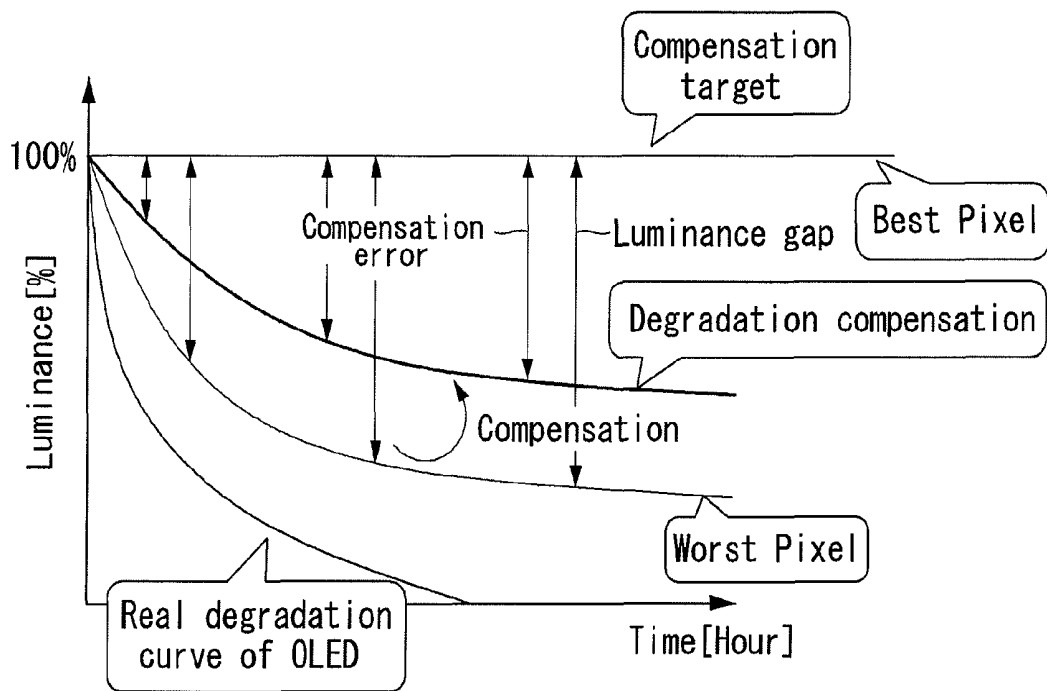 Compensation
target
100%
Best Pixel
Compensation
error
Luminance gap
Degradation compensation
Luminance[%]
Compensation
Worst Pixel
Real degradation
curve of OLED
Time[Hour]